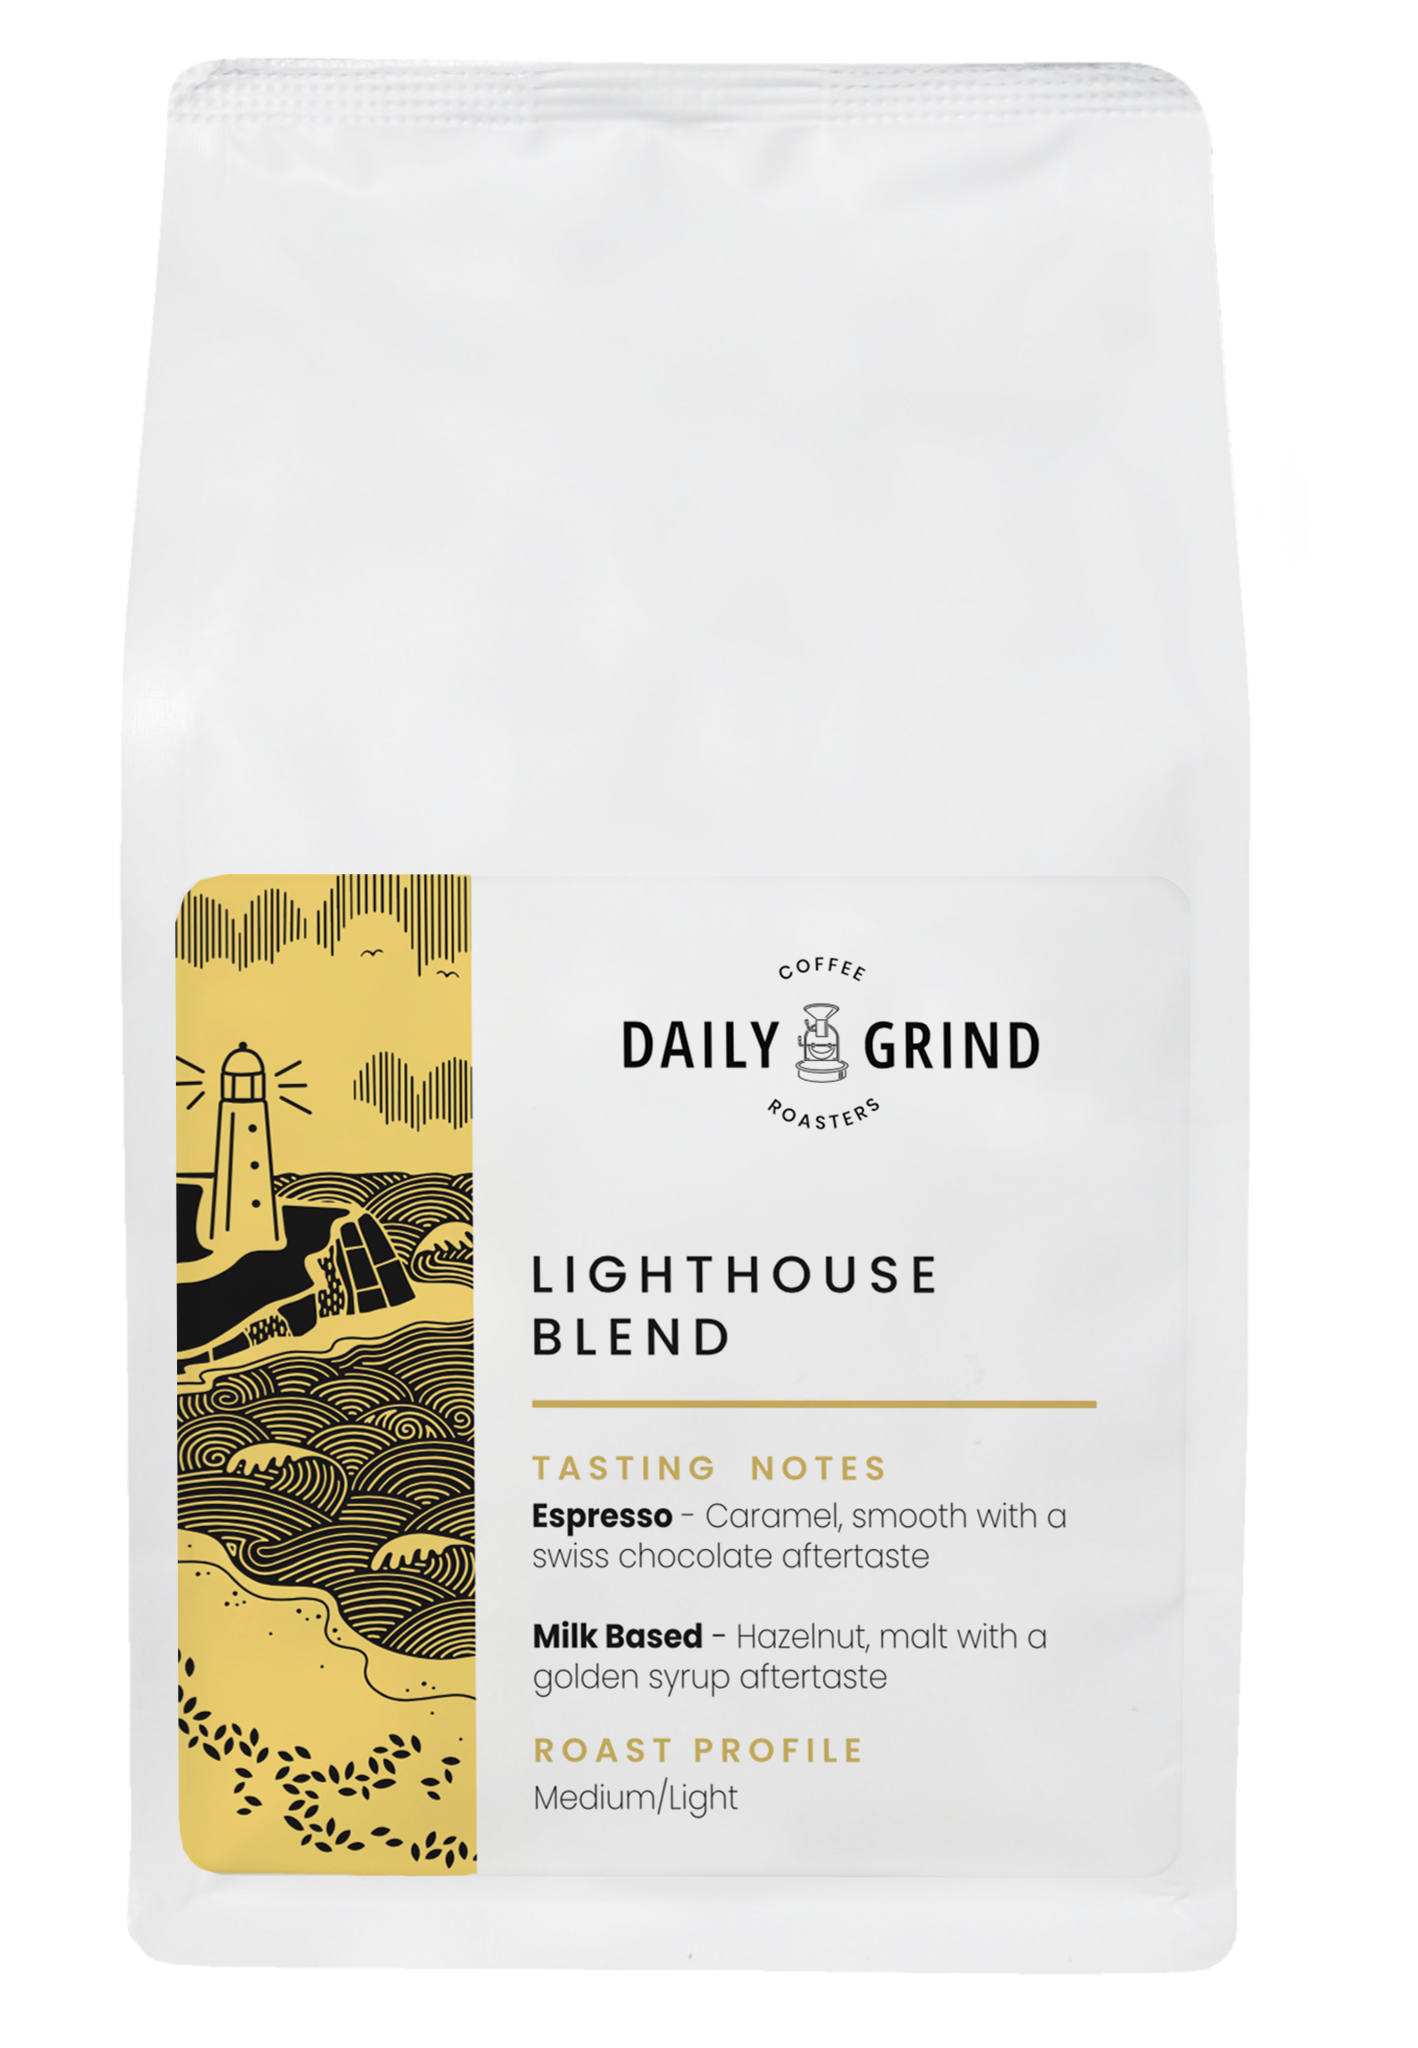 COFFEE
DAILY GRIND
ROASTERS
LIGHTHOUSE
BLEND
TASTING NOTES
Espresso - Caramel, smooth with a
swiss chocolate aftertaste
Milk Based - Hazelnut, malt with a
golden syrup aftertaste
ROAST PROFILE
Medium/Light